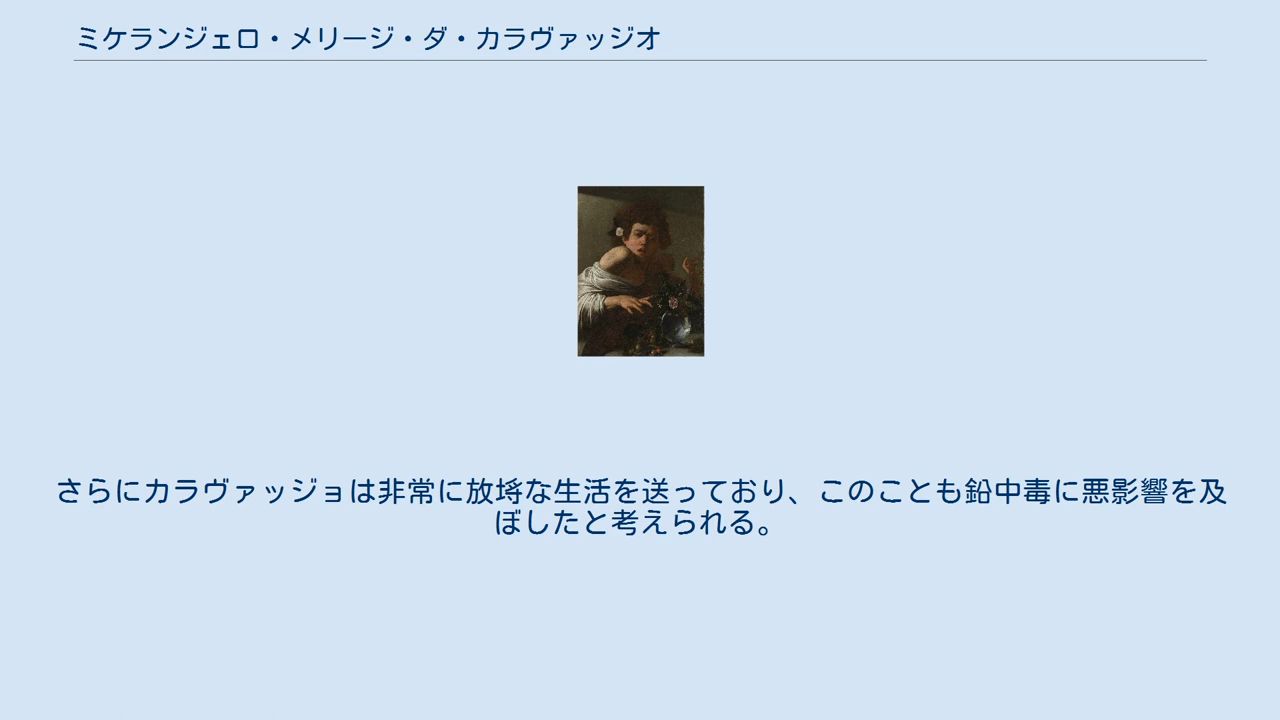 ミケランジェロ・メリージ・ダ・カラヴァッジオ
さらにカラヴァッジョは非常に放埓な生活を送っており、このことも鉛中毒に悪影響を及
ぼしたと考えられる。